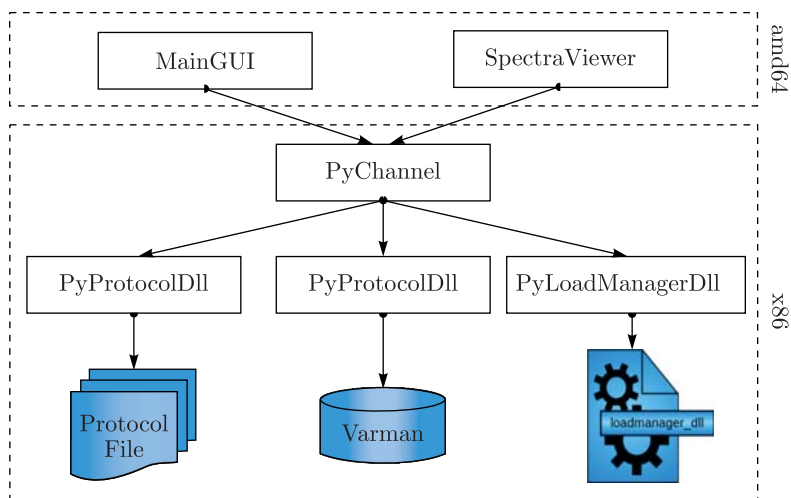 MainGUI
SpectraViewer
amd64
PyChannel
PyProtocolDll
PyProtocolDll
PyLoadManagerDll
x86
Protocol
File
Varman
loadmanager_dll